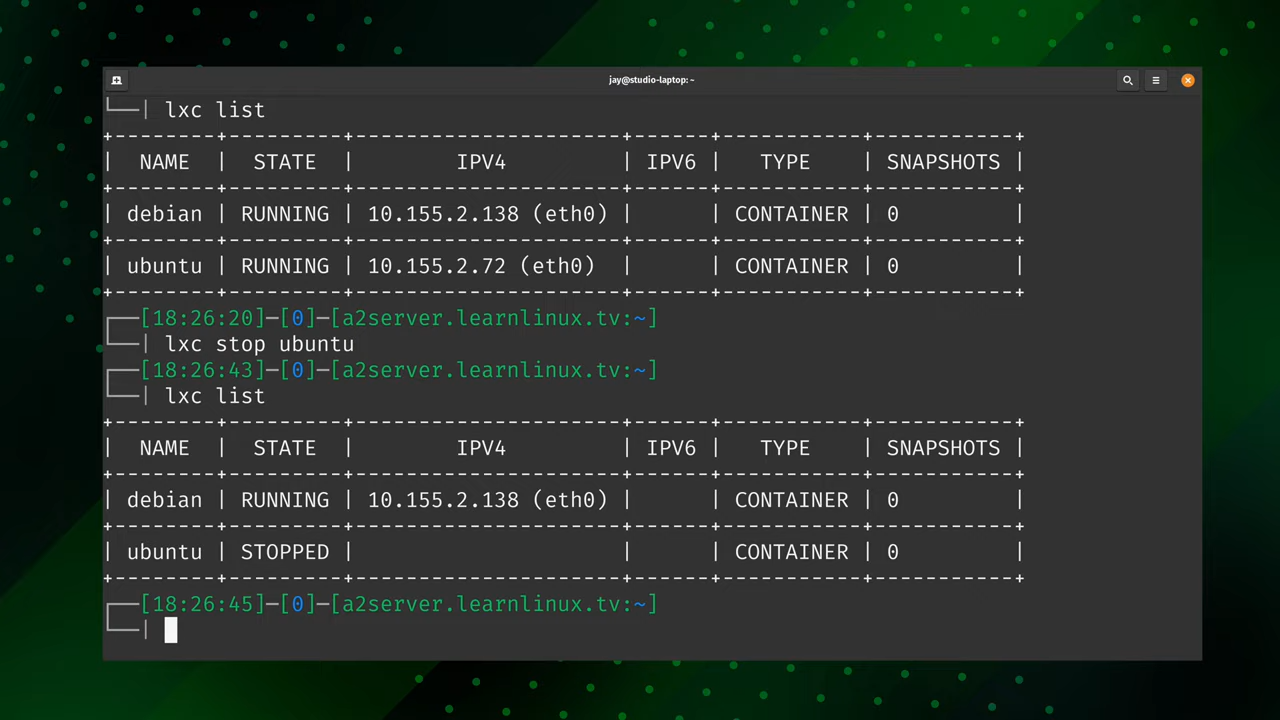 jay@studio-laptop: ~
└──| lxc list
+--------+---------+---------------------+------+-----------+-----------+
| NAME | STATE | IPV4 | IPV6 | TYPE | SNAPSHOTS |
+--------+---------+---------------------+------+-----------+-----------+
| debian | RUNNING | 10.155.2.138 (eth0) | | CONTAINER | 0 |
+--------+---------+---------------------+------+-----------+-----------+
| ubuntu | RUNNING | 10.155.2.72 (eth0) | | CONTAINER | 0 |
+--------+---------+---------------------+------+-----------+-----------+
┌──[18:26:20]─[0]─[a2server.learnlinux.tv:~]
└──| lxc stop ubuntu
┌──[18:26:43]─[0]─[a2server.learnlinux.tv:~]
└──| lxc list
+--------+---------+---------------------+------+-----------+-----------+
| NAME | STATE | IPV4 | IPV6 | TYPE | SNAPSHOTS |
+--------+---------+---------------------+------+-----------+-----------+
| debian | RUNNING | 10.155.2.138 (eth0) | | CONTAINER | 0 |
+--------+---------+---------------------+------+-----------+-----------+
| ubuntu | STOPPED | | | CONTAINER | 0 |
+--------+---------+---------------------+------+-----------+-----------+
┌──[18:26:45]─[0]─[a2server.learnlinux.tv:~]
└──|